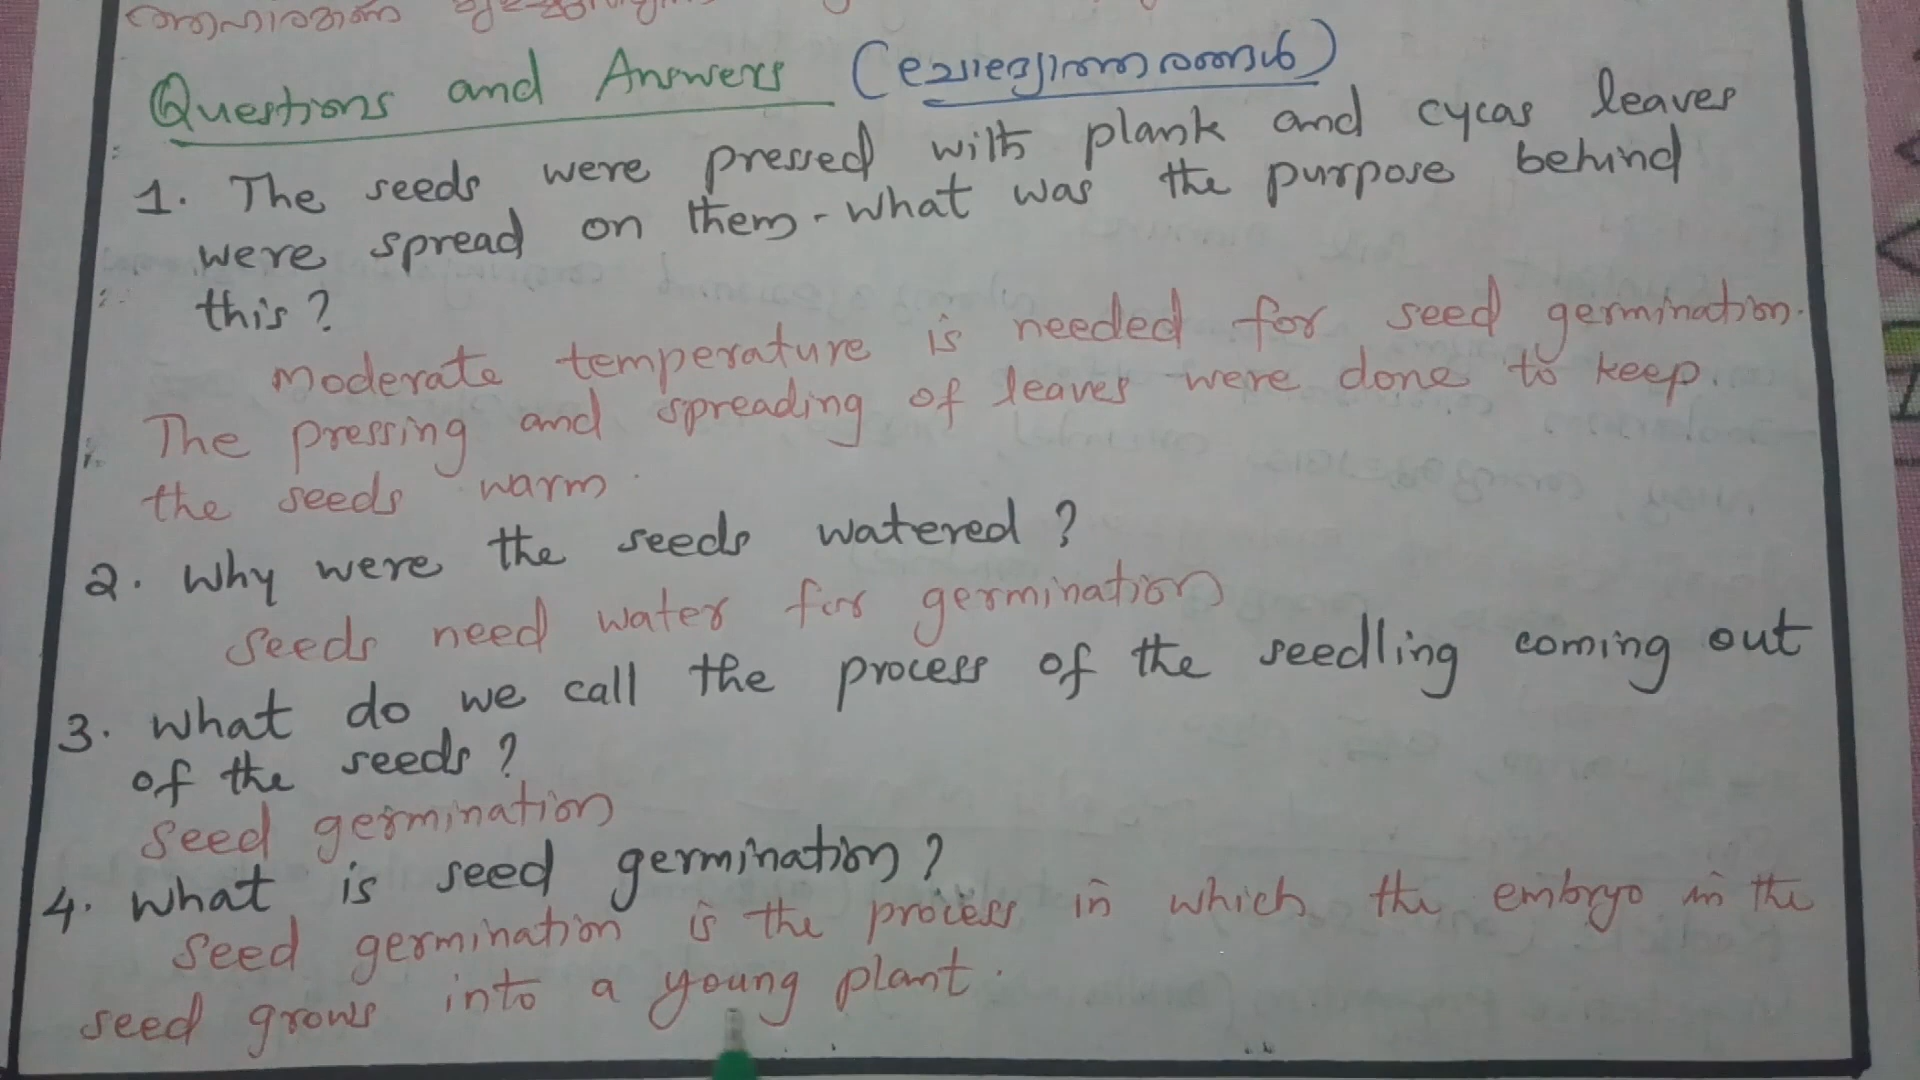 Questions and Answers (ചോദ്യോത്തരങ്ങൾ)
1. The seeds were pressed with plank and cycas leaves
were spread on them - what was the purpose behind
this?
Moderate temperature is needed for seed germination.
The pressing and spreading of leaves were done to keep.
the seeds warm.
2. Why were the seeds watered?
Seeds need water for germination
3. What do we call the process of the seedling coming out
of the seeds?
Seed germination
4. What is seed germination?
Seed germination is the process in which the embryo in the
seed grows into a young plant.